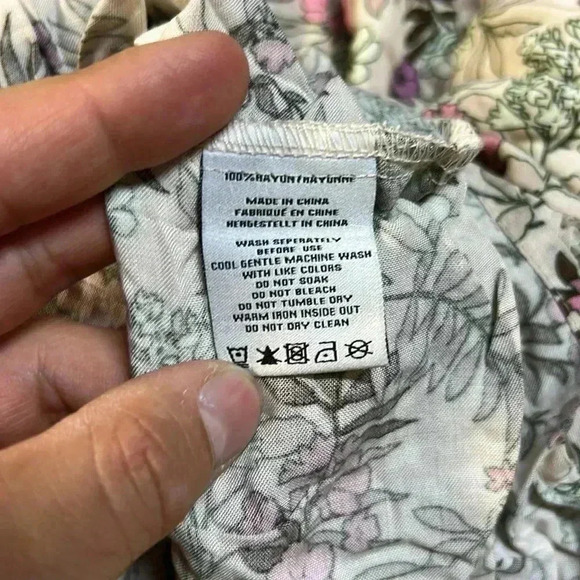 100%RAYON/RAYONNE
MADE IN CHINA
FABRIQUÉ EN CHINE
HERGESTELLT IN CHINA
WASH SEPERATELY
BEFORE USE
COOL GENTLE MACHINE WASH
WITH LIKE COLORS
DO NOT SOAK
DO NOT BLEACH
DO NOT TUMBLE DRY
WARM IRON INSIDE OUT
DO NOT DRY CLEAN